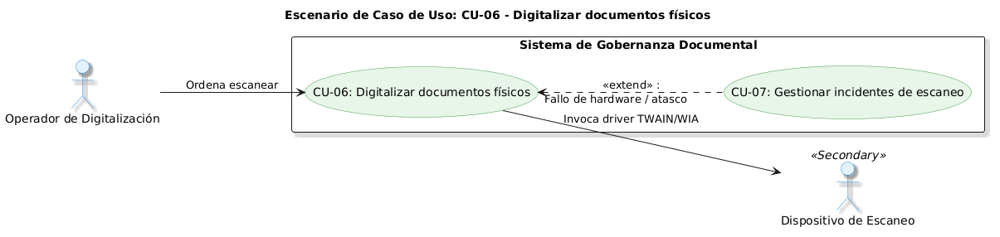 Escenario de Caso de Uso: CU-06 - Digitalizar documentos físicos
Sistema de Gobernanza Documental
Operador de Digitalización
Ordena escanear
CU-06: Digitalizar documentos físicos
«extend» :
Fallo de hardware / atasco
CU-07: Gestionar incidentes de escaneo
Invoca driver TWAIN/WIA
«Secondary»
Dispositivo de Escaneo